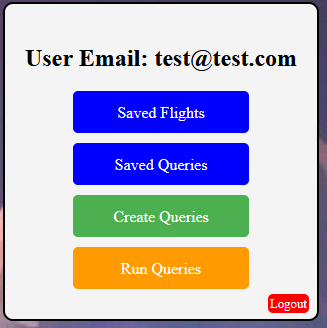 User Email: test@test.com
Saved Flights
Saved Queries
Create Queries
Run Queries
Logout